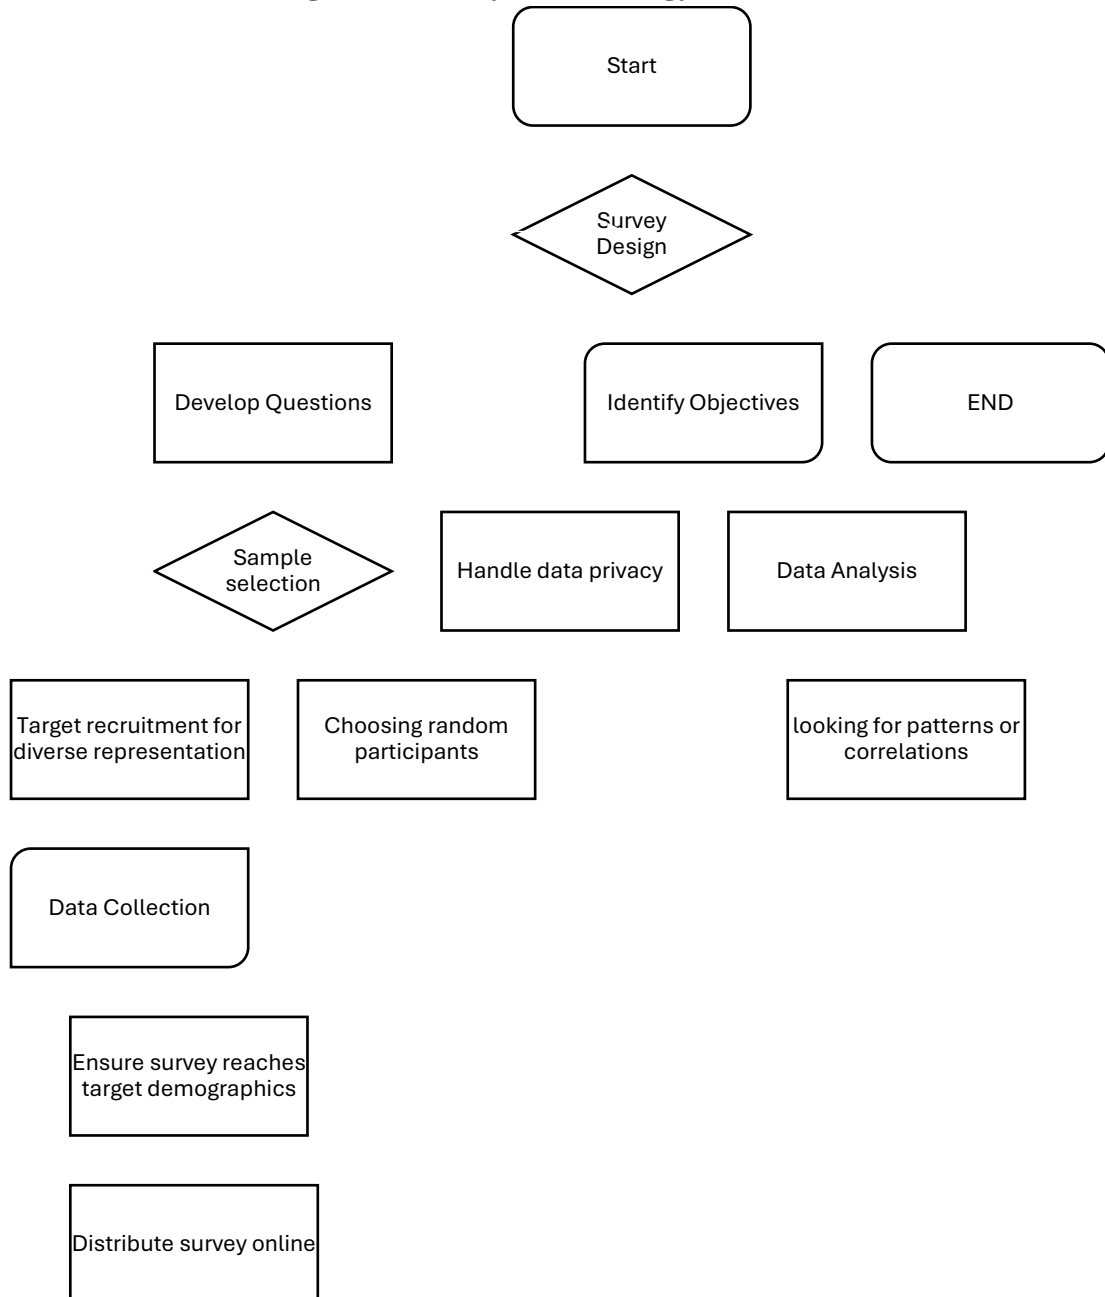 Start
Survey
Design
Develop Questions
Identify Objectives
END
Sample
selection
Handle data privacy
Data Analysis
Target recruitment for
diverse representation
Choosing random
participants
looking for patterns or
correlations
Data Collection
Ensure survey reaches
target demographics
Distribute survey online